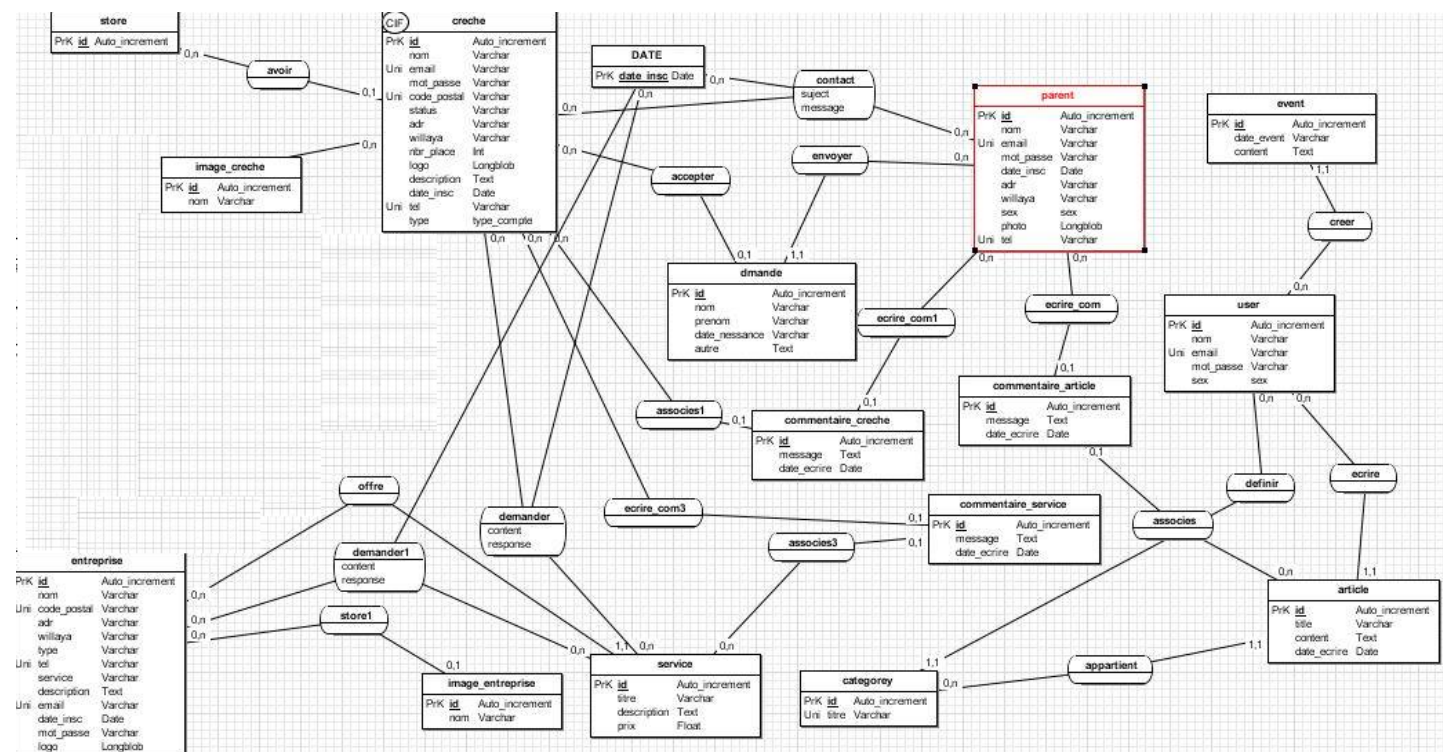 store
PrK id Auto_increment
0,n
avoir
0,1
CIF creche
PrK id Auto_increment
nom Varchar
Uni email Varchar
mot_passe Varchar
Uni code_postal Varchar
status Varchar
adr Varchar
willaya Varchar
nbr_place Int
logo Longblob
description Text
date_insc Date
Uni tel Varchar
type type_compte
0,n
0,n
0,n
0,n 0,n 0,n
image_creche
PrK id Auto_increment
nom Varchar
DATE
PrK date_insc Date
0,n
0,n
contact
suject
message
0,n
envoyer
0,n
accepter
0,1
1,1
parent
PrK id Auto_increment
nom Varchar
Uni email Varchar
mot_passe Varchar
date_insc Date
adr Varchar
willaya Varchar
sex sex
photo Longblob
Uni tel Varchar
0,n
0,n
event
PrK id Auto_increment
date_event Varchar
content Text
1,1
creer
0,n
dmande
PrK id Auto_increment
nom Varchar
prenom Varchar
date_nessance Varchar
autre Text
ecrire_com1
ecrire_com
user
PrK id Auto_increment
nom Varchar
Uni email Varchar
mot_passe Varchar
sex sex
0,n
0,n
0,1
0,1
commentaire_article
PrK id Auto_increment
message Text
date_ecrire Date
0,1
associes1
0,1
commentaire_creche
PrK id Auto_increment
message Text
date_ecrire Date
offre
demander
content
response
ecrire_com3
0,1
commentaire_service
PrK id Auto_increment
message Text
date_ecrire Date
definir
ecrire
associes
associes3
0,1
demander1
content
response
entreprise
PrK id Auto_increment
nom Varchar
Uni code_postal Varchar
adr Varchar
willaya Varchar
type Varchar
Uni tel Varchar
service Varchar
description Text
Uni email Varchar
date_insc Date
mot_passe Varchar
logo Longblob
0,n
0,n
0,n
store1
0,1
image_entreprise
PrK id Auto_increment
nom Varchar
0,n
1,1
0,n
0,n
service
PrK id Auto_increment
titre Varchar
description Text
prix Float
1,1
categorey
PrK id Auto_increment
Uni titre Varchar
0,n
appartient
1,1
0,n
1,1
article
PrK id Auto_increment
title Varchar
content Text
date_ecrire Date